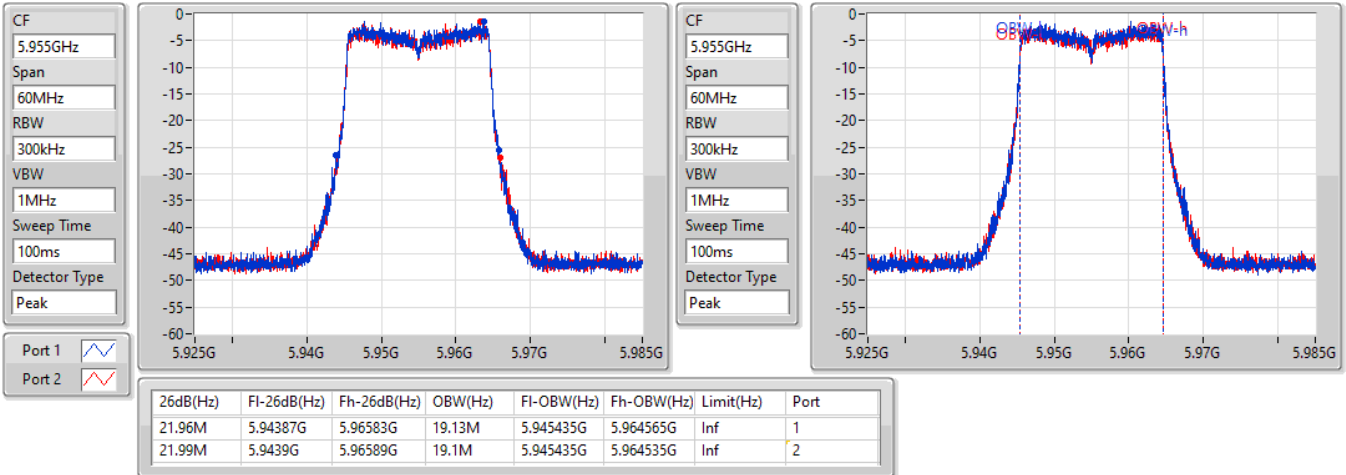 CF
5.955GHz
Span
60MHz
RBW
300kHz
VBW
1MHz
Sweep Time
100ms
Detector Type
Peak
0
-5
-10
-15
-20
-25
-30
-35
-40
-45
-50
-55
-60
5.925G 5.94G 5.95G 5.96G 5.97G 5.985G
CF
5.955GHz
Span
60MHz
RBW
300kHz
VBW
1MHz
Sweep Time
100ms
Detector Type
Peak
0
-5
-10
-15
-20
-25
-30
-35
-40
-45
-50
-55
-60
OBW-h
5.925G 5.94G 5.95G 5.96G 5.97G 5.985G
Port 1
Port 2
26dB(Hz) Fl-26dB(Hz) Fh-26dB(Hz) OBW(Hz) Fl-OBW(Hz) Fh-OBW(Hz) Limit(Hz) Port
21.96M 5.94387G 5.96583G 19.13M 5.945435G 5.964565G Inf 1
21.99M 5.9439G 5.96589G 19.1M 5.945435G 5.964535G Inf 2